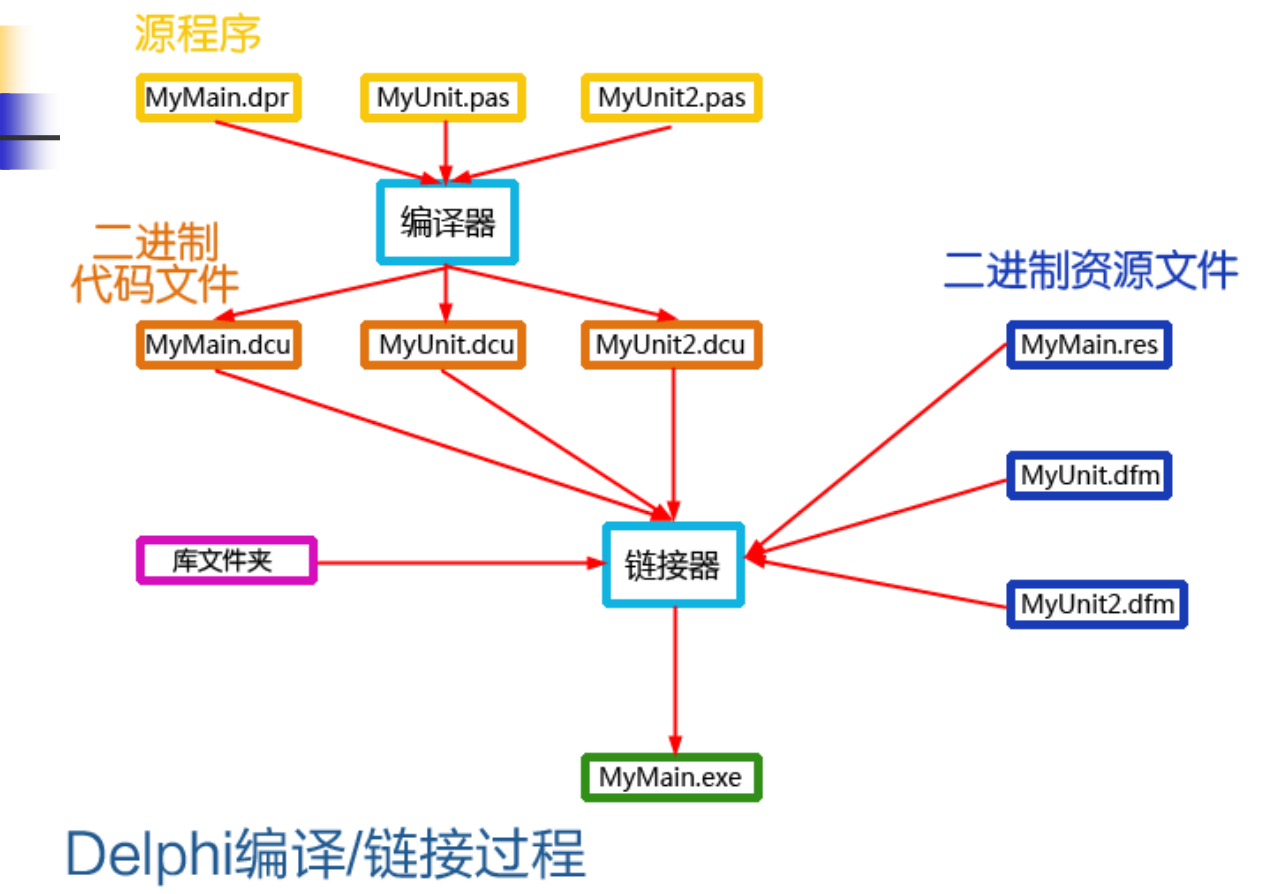 源程序
MyMain.dpr
MyUnit.pas
MyUnit2.pas
编译器
二进制
代码文件
二进制资源文件
MyMain.dcu
MyUnit.dcu
MyUnit2.dcu
MyMain.res
MyUnit.dfm
库文件夹
链接器
MyUnit2.dfm
MyMain.exe
Delphi编译/链接过程